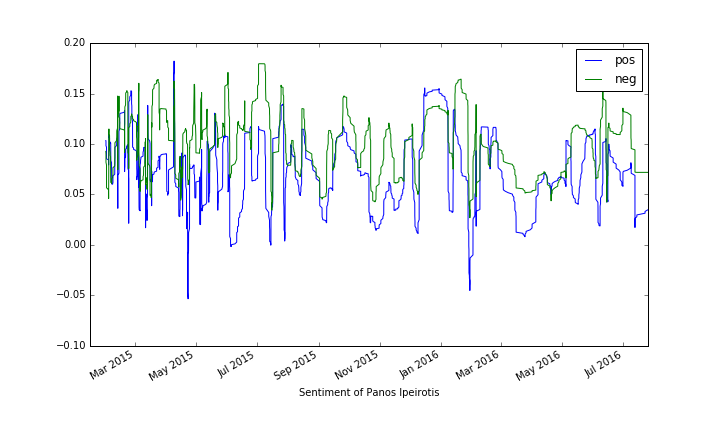 0.20
0.15
0.10
0.05
0.00
−0.05
−0.10
pos
neg
Mar 2015
May 2015
Jul 2015
Sep 2015
Nov 2015
Jan 2016
Mar 2016
May 2016
Jul 2016
Sentiment of Panos Ipeirotis